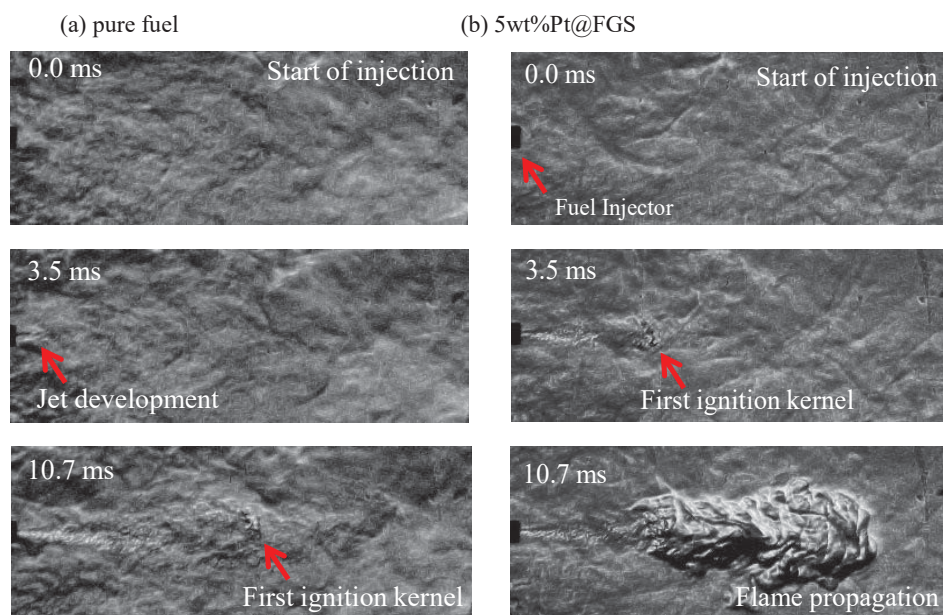 (a) pure fuel
(b) 5wt%Pt@FGS
0.0 ms
Start of injection
0.0 ms
Start of injection
Fuel Injector
3.5 ms
Jet development
3.5 ms
First ignition kernel
10.7 ms
First ignition kernel
10.7 ms
Flame propagation